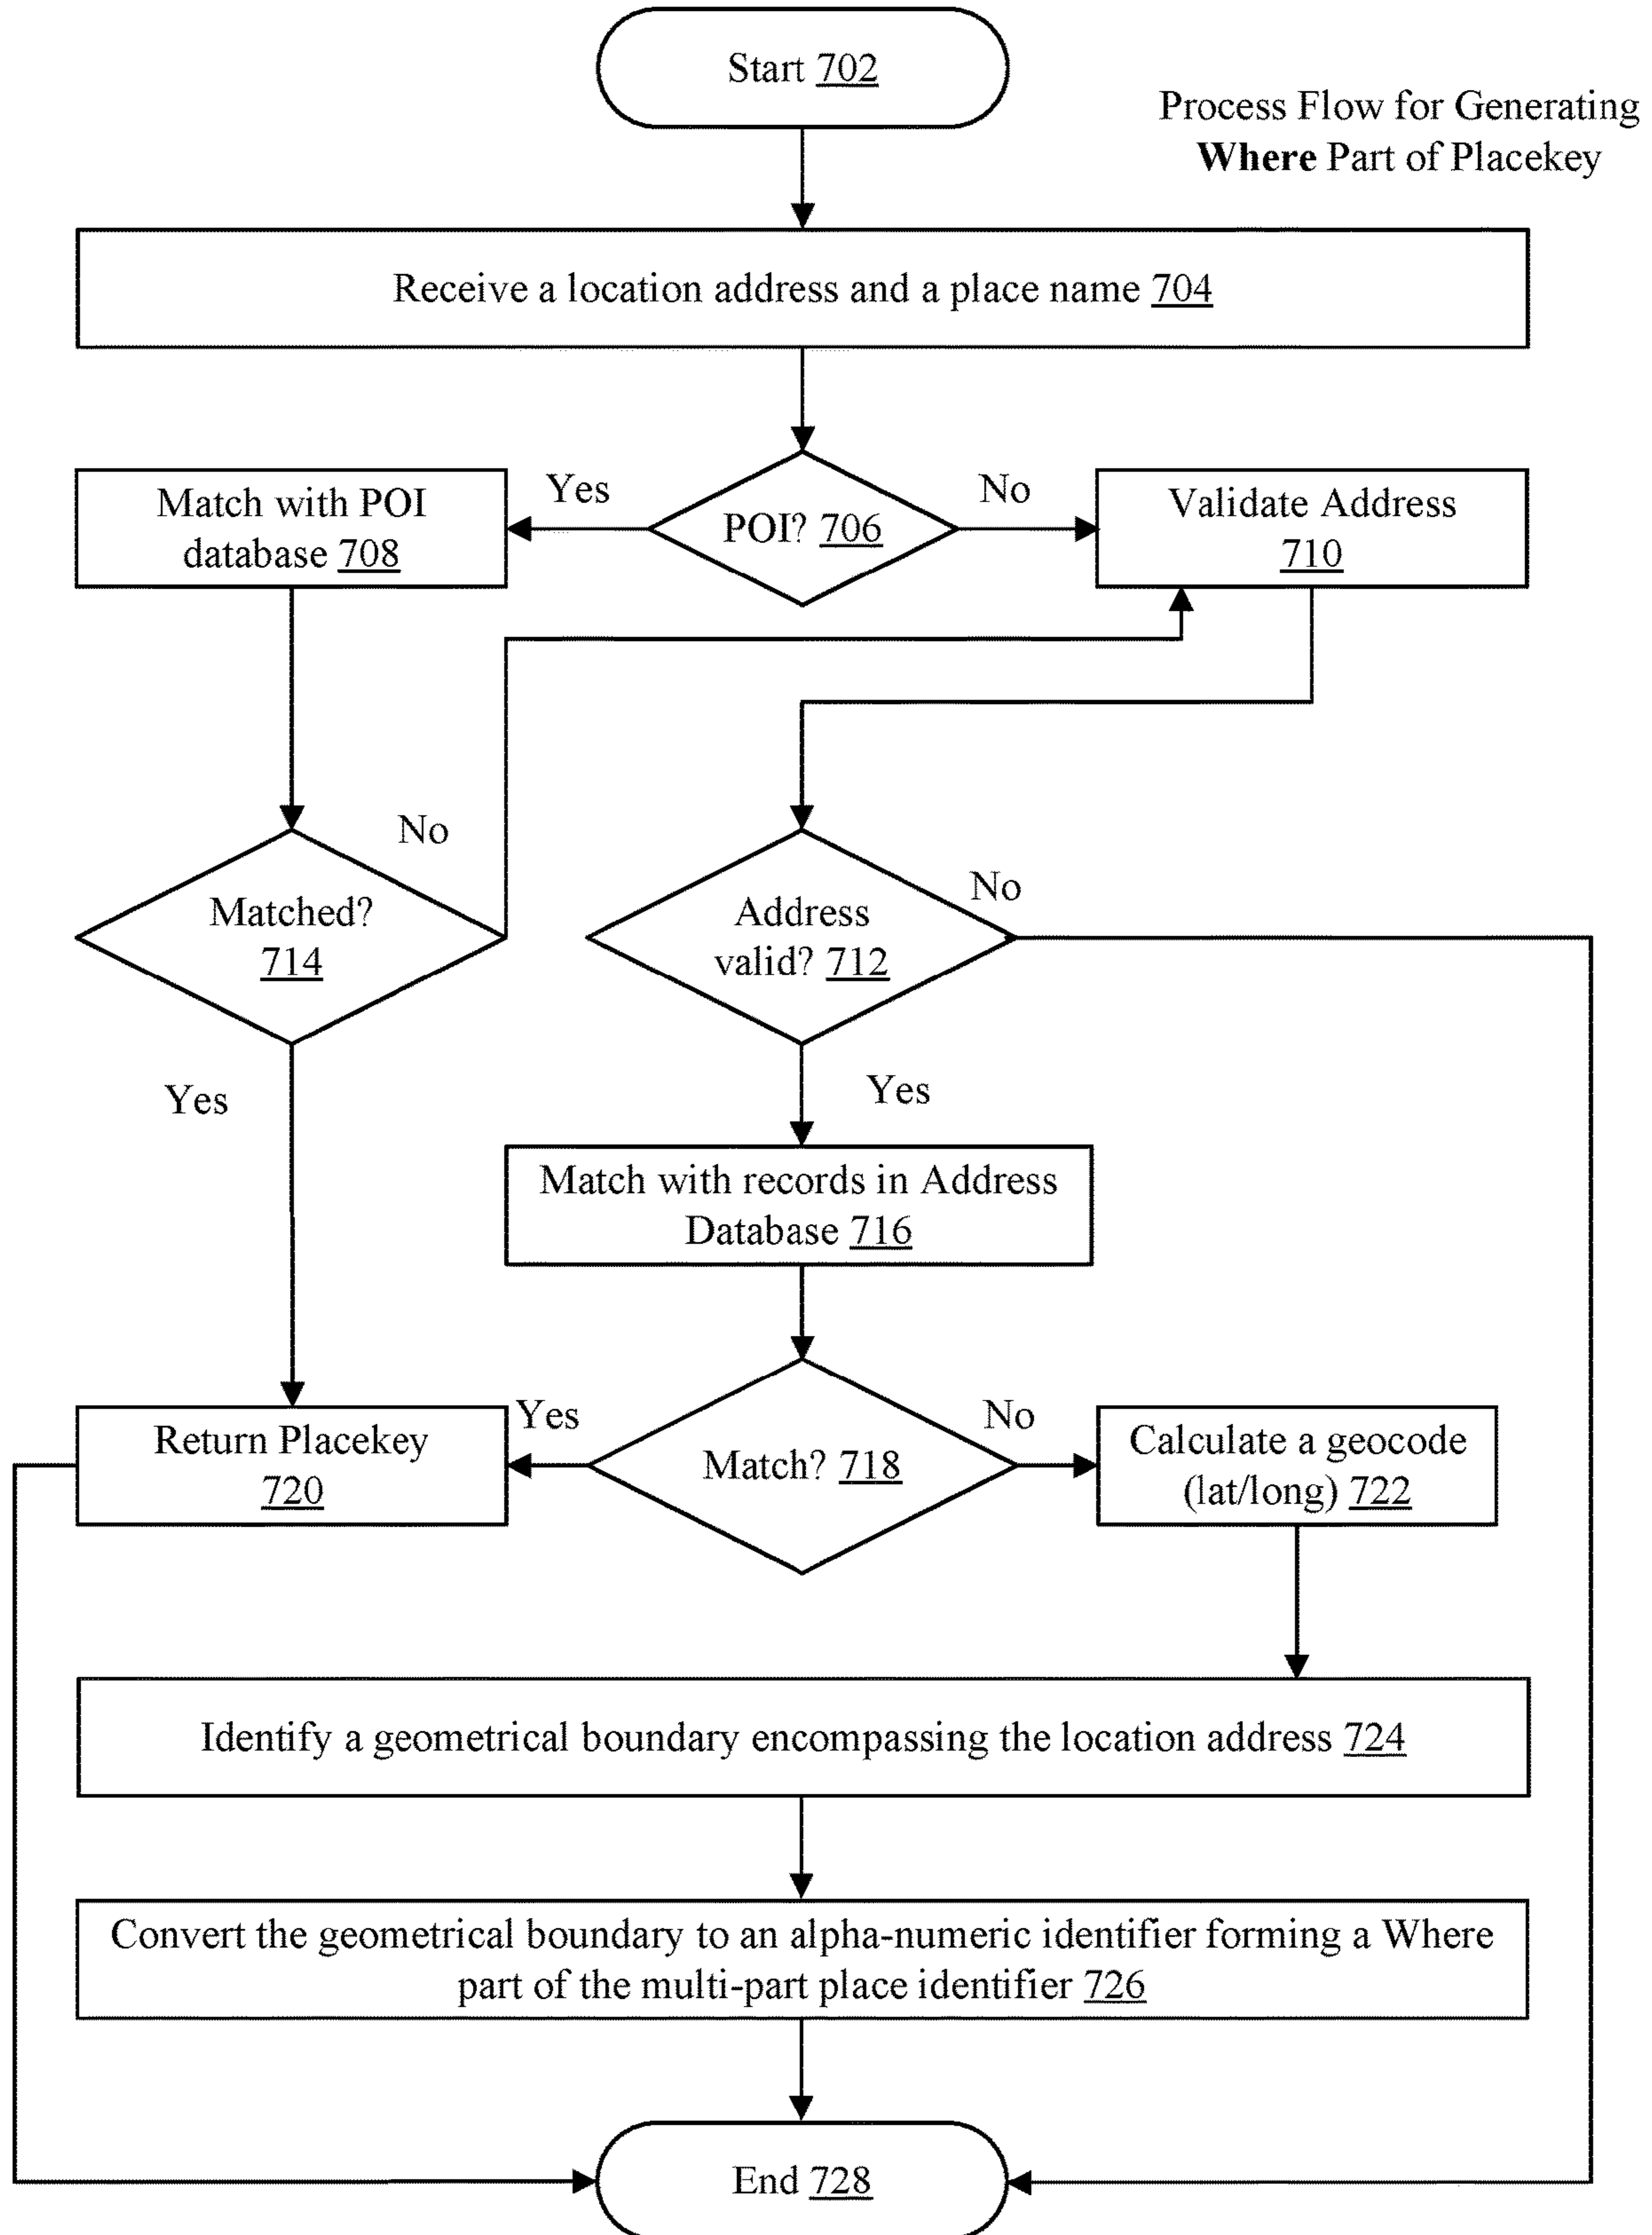 Start 702
Process Flow for Generating
Where Part of Placekey
Receive a location address and a place name 704
Match with POI
database 708
Yes
POI? 706
No
Validate Address
710
Matched?
714
No
Address
valid? 712
No
Yes
Yes
Match with records in Address
Database 716
Return Placekey
720
Yes
Match? 718
No
Calculate a geocode
(lat/long) 722
Identify a geometrical boundary encompassing the location address 724
Convert the geometrical boundary to an alpha-numeric identifier forming a Where
part of the multi-part place identifier 726
End 728